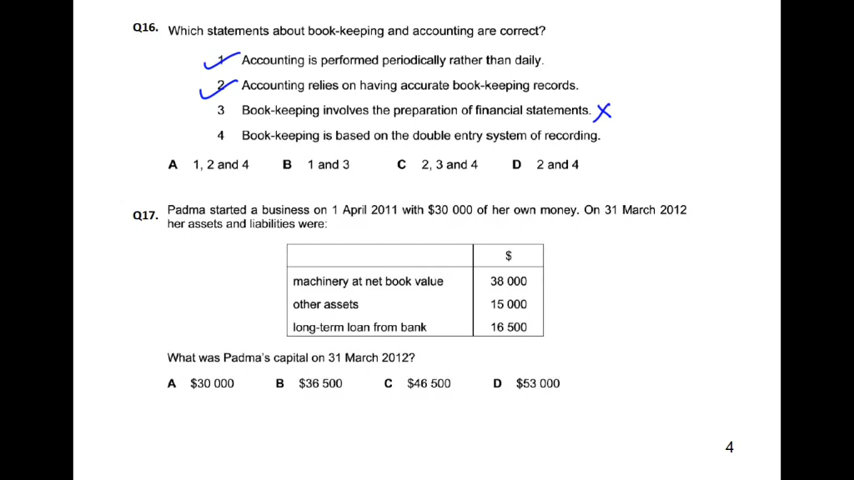 Q16. Which statements about book-keeping and accounting are correct?
1 Accounting is performed periodically rather than daily.
2 Accounting relies on having accurate book-keeping records.
3 Book-keeping involves the preparation of financial statements.
4 Book-keeping is based on the double entry system of recording.
A 1, 2 and 4 B 1 and 3 C 2, 3 and 4 D 2 and 4
Q17. Padma started a business on 1 April 2011 with $30 000 of her own money. On 31 March 2012
her assets and liabilities were:
$
machinery at net book value 38 000
other assets 15 000
long-term loan from bank 16 500
What was Padma's capital on 31 March 2012?
A $30 000 B $36 500 C $46 500 D $53 000
4